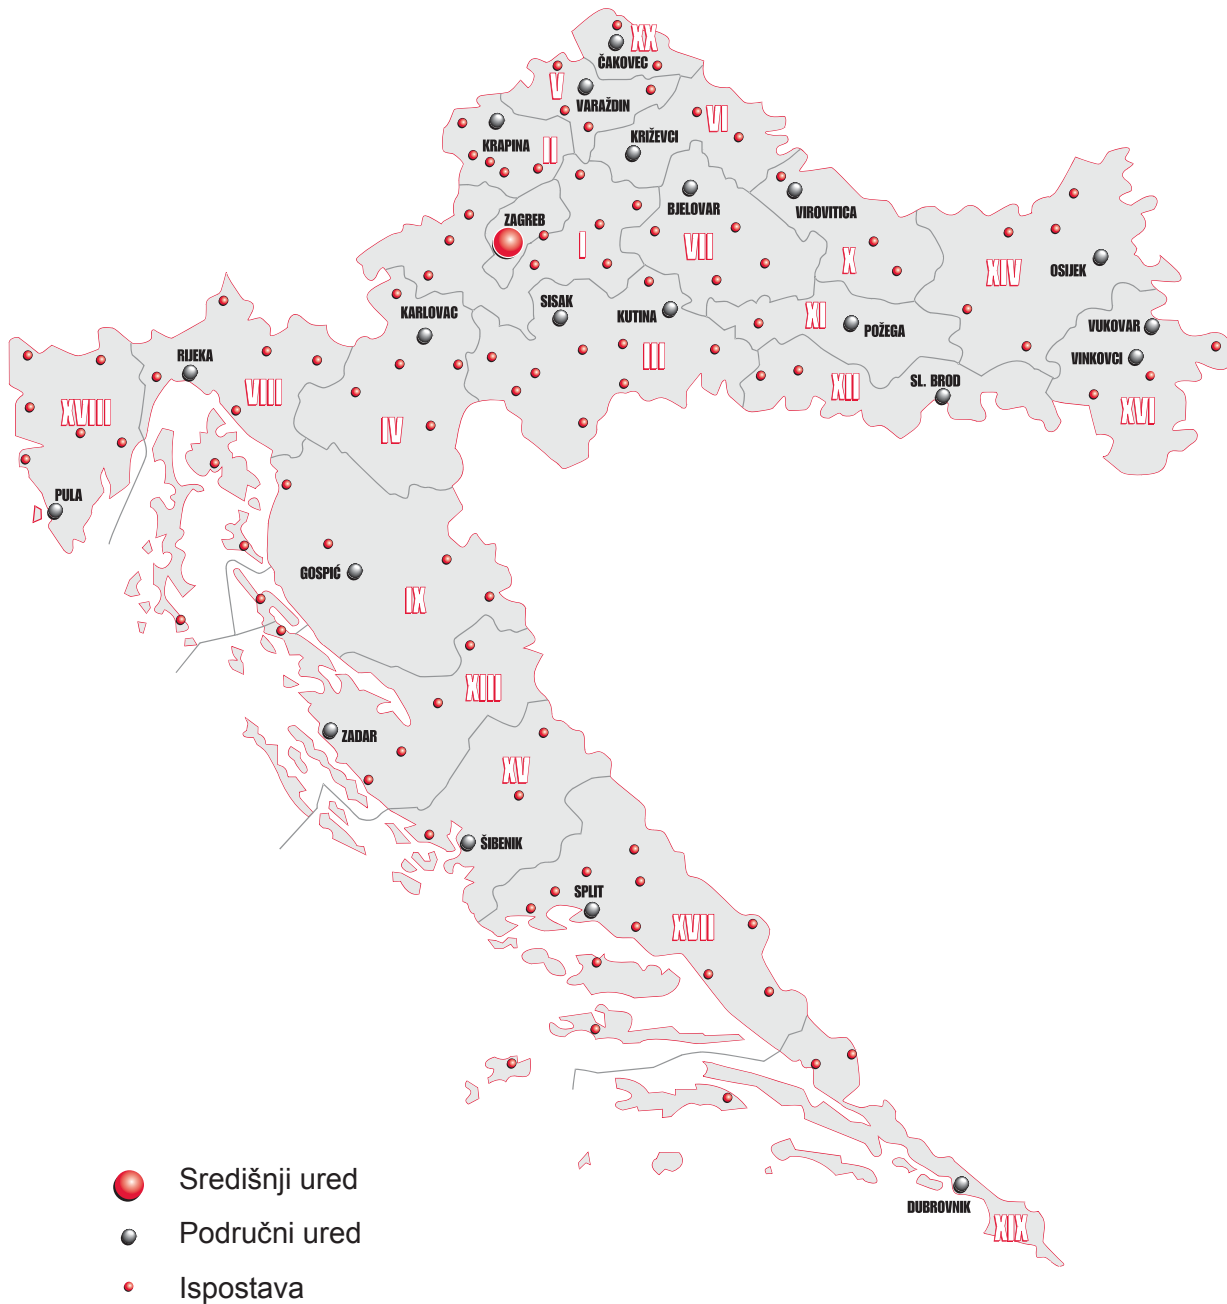 XX
ČAKOVEC
V
VARAŽDIN
VI
KRIŽEVCI
KRAPINA
II
ZAGREB
I
BJELOVAR
VII
VIROVITICA
X
XIV
OSIJEK
SISAK
KUTINA
III
XI
POŽEGA
VUKOVAR
VINKOVCI
KARLOVAC
RIJEKA
VIII
XVIII
IV
XII
SL. BROD
XVI
PULA
GOSPIĆ
IX
XIII
ZADAR
XV
ŠIBENIK
SPLIT
XVII
DUBROVNIK
XIX
Središnji ured
Područni ured
Ispostava